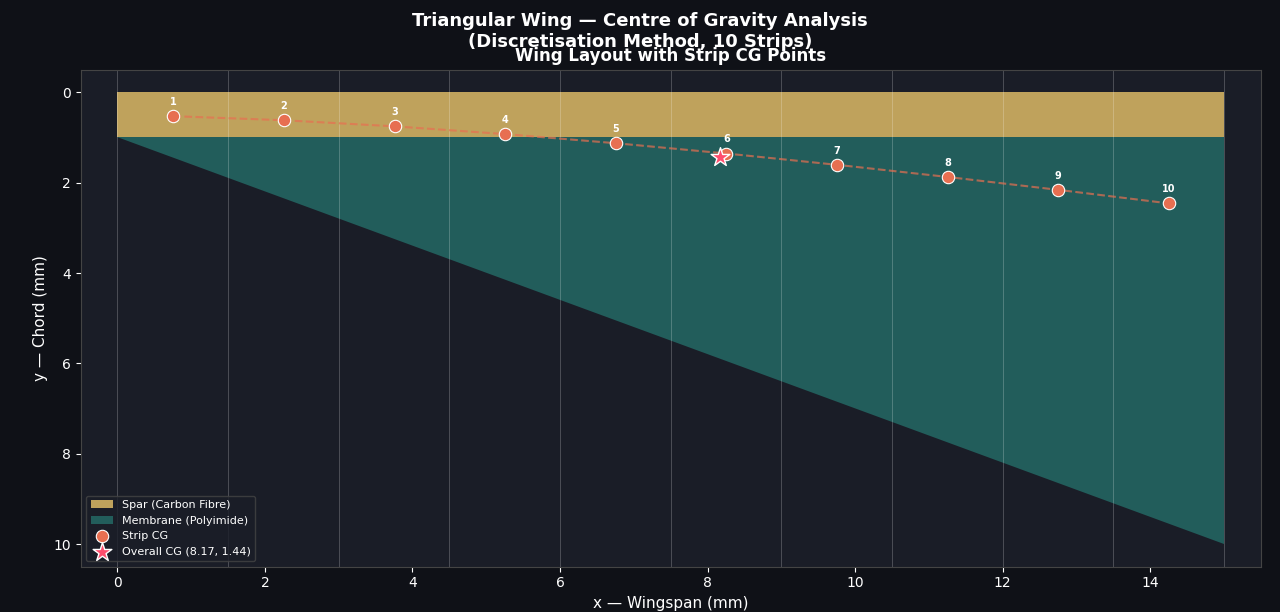 Triangular Wing — Centre of Gravity Analysis
(Discretisation Method, 10 Strips)
Wing Layout with Strip CG Points
0
2
4
6
8
10
y — Chord (mm)
1
2
3
4
5
6
7
8
9
10
Spar (Carbon Fibre)
Membrane (Polyimide)
Strip CG
Overall CG (8.17, 1.44)
0
2
4
6
8
10
12
14
x — Wingspan (mm)